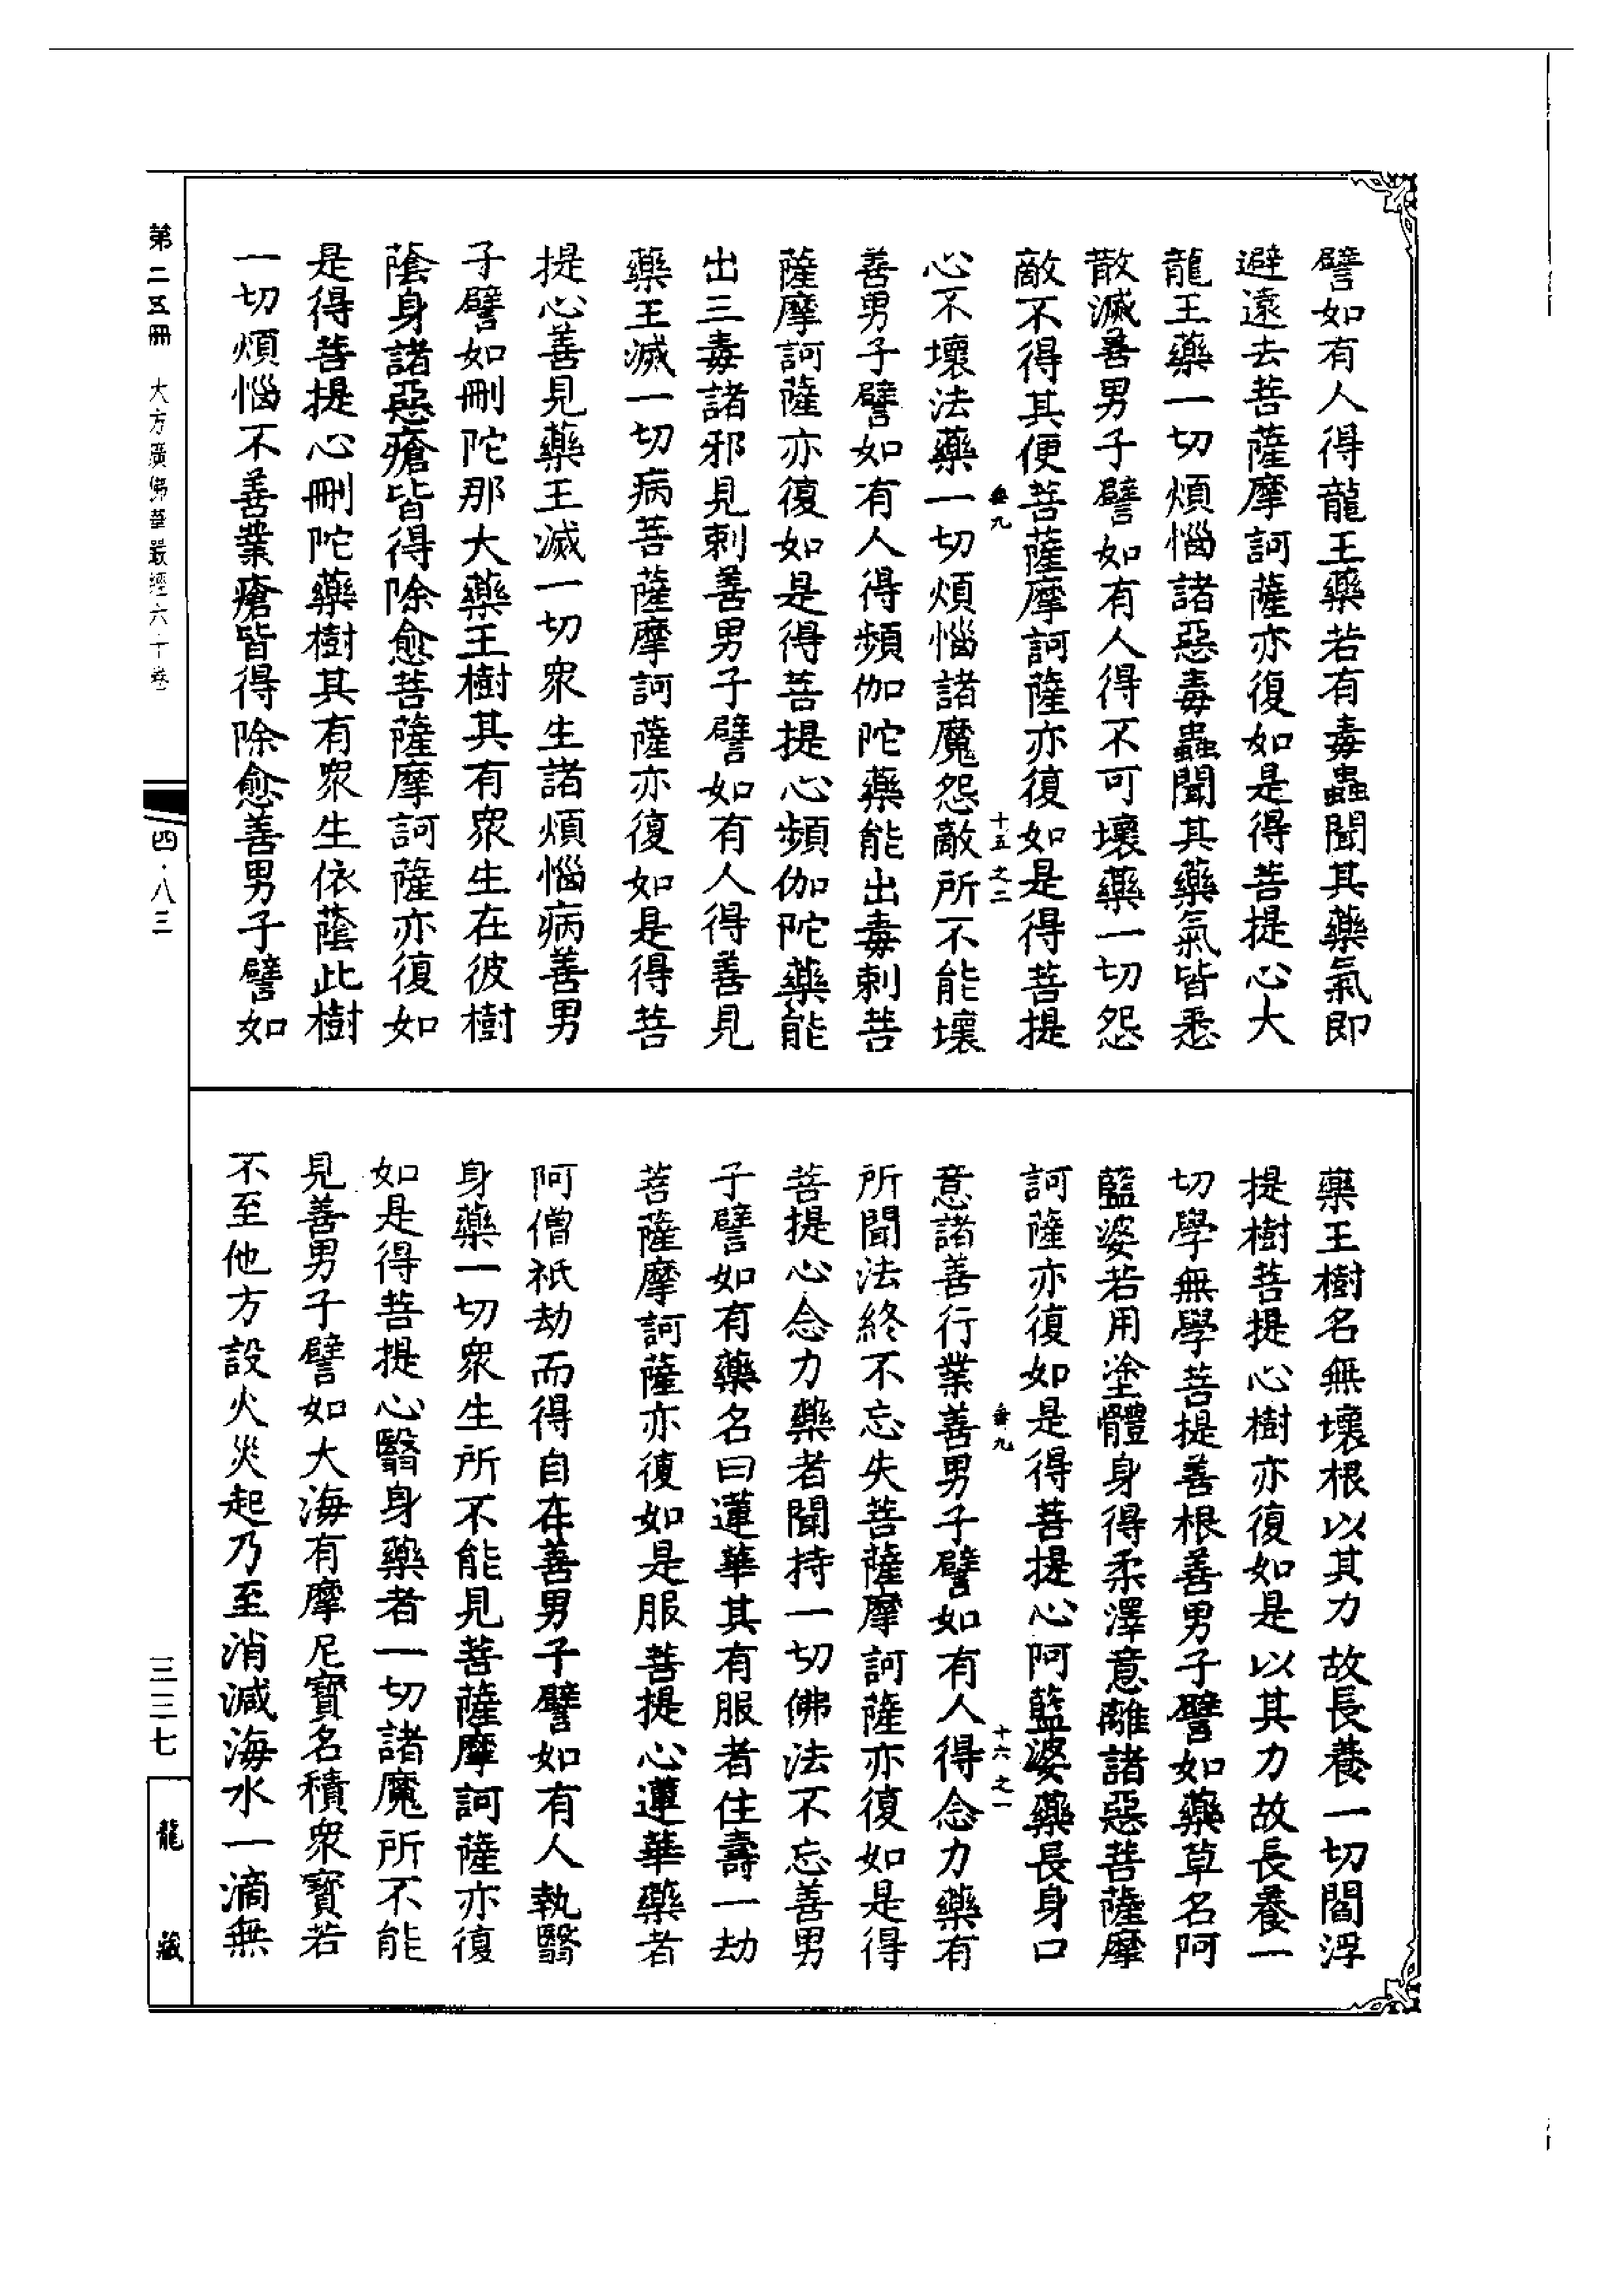 譬如有人得龍王藥若有毒蟲聞其藥氣即
避遠去菩薩摩訶薩亦復如是得菩提心大
龍王藥一切煩惱諸惡毒蟲聞其藥氣皆悉
散滅善男子譬如有人得不可壞藥一切怨
敵不得其便菩薩摩訶薩亦復如是得菩提
垂九
十五之二
心不壞法藥一切煩惱諸魔怨敵所不能壞
善男子譬如有人得頻伽陀藥能出毒刺菩
薩摩訶薩亦復如是得菩提心頻伽陀藥能
出三毒諸邪見刺善男子譬如有人得善見
藥王滅一切病菩薩摩訶薩亦復如是得菩
提心善見藥王滅一切衆生諸煩惱病善男
子譬如刪陀那大藥王樹其有衆生在彼樹
蔭身諸惡瘡皆得除愈菩薩摩訶薩亦復如
是得菩提心刪陀藥樹其有衆生依蔭此樹
一切煩惱不善業瘡皆得除愈善男子譬如
藥王樹名無壞根以其力故長養一切閻浮
提樹菩提心樹亦復如是以其力故長養一
切學無學菩提善根善男子譬如藥草名阿
藍婆若用塗體身得柔澤意離諸惡菩薩摩
訶薩亦復如是得菩提心阿藍婆藥長身口
垂九
十六之一
意諸善行業善男子譬如有人得念力藥有
所聞法終不忘失菩薩摩訶薩亦復如是得
菩提心念力藥者聞持一切佛法不忘善男
子譬如有藥名曰蓮華其有服者住壽一劫
菩薩摩訶薩亦復如是服菩提心蓮華藥者
阿僧祇劫而得自在善男子譬如有人執翳
身藥一切衆生所不能見菩薩摩訶薩亦復
如是得菩提心翳身藥者一切諸魔所不能
見善男子譬如大海有摩尼寶名積衆寶若
不至他方設火災起乃至消減海水一滴無
第二五冊 大方廣佛華嚴經六十卷
四·八三
三三七
龍藏